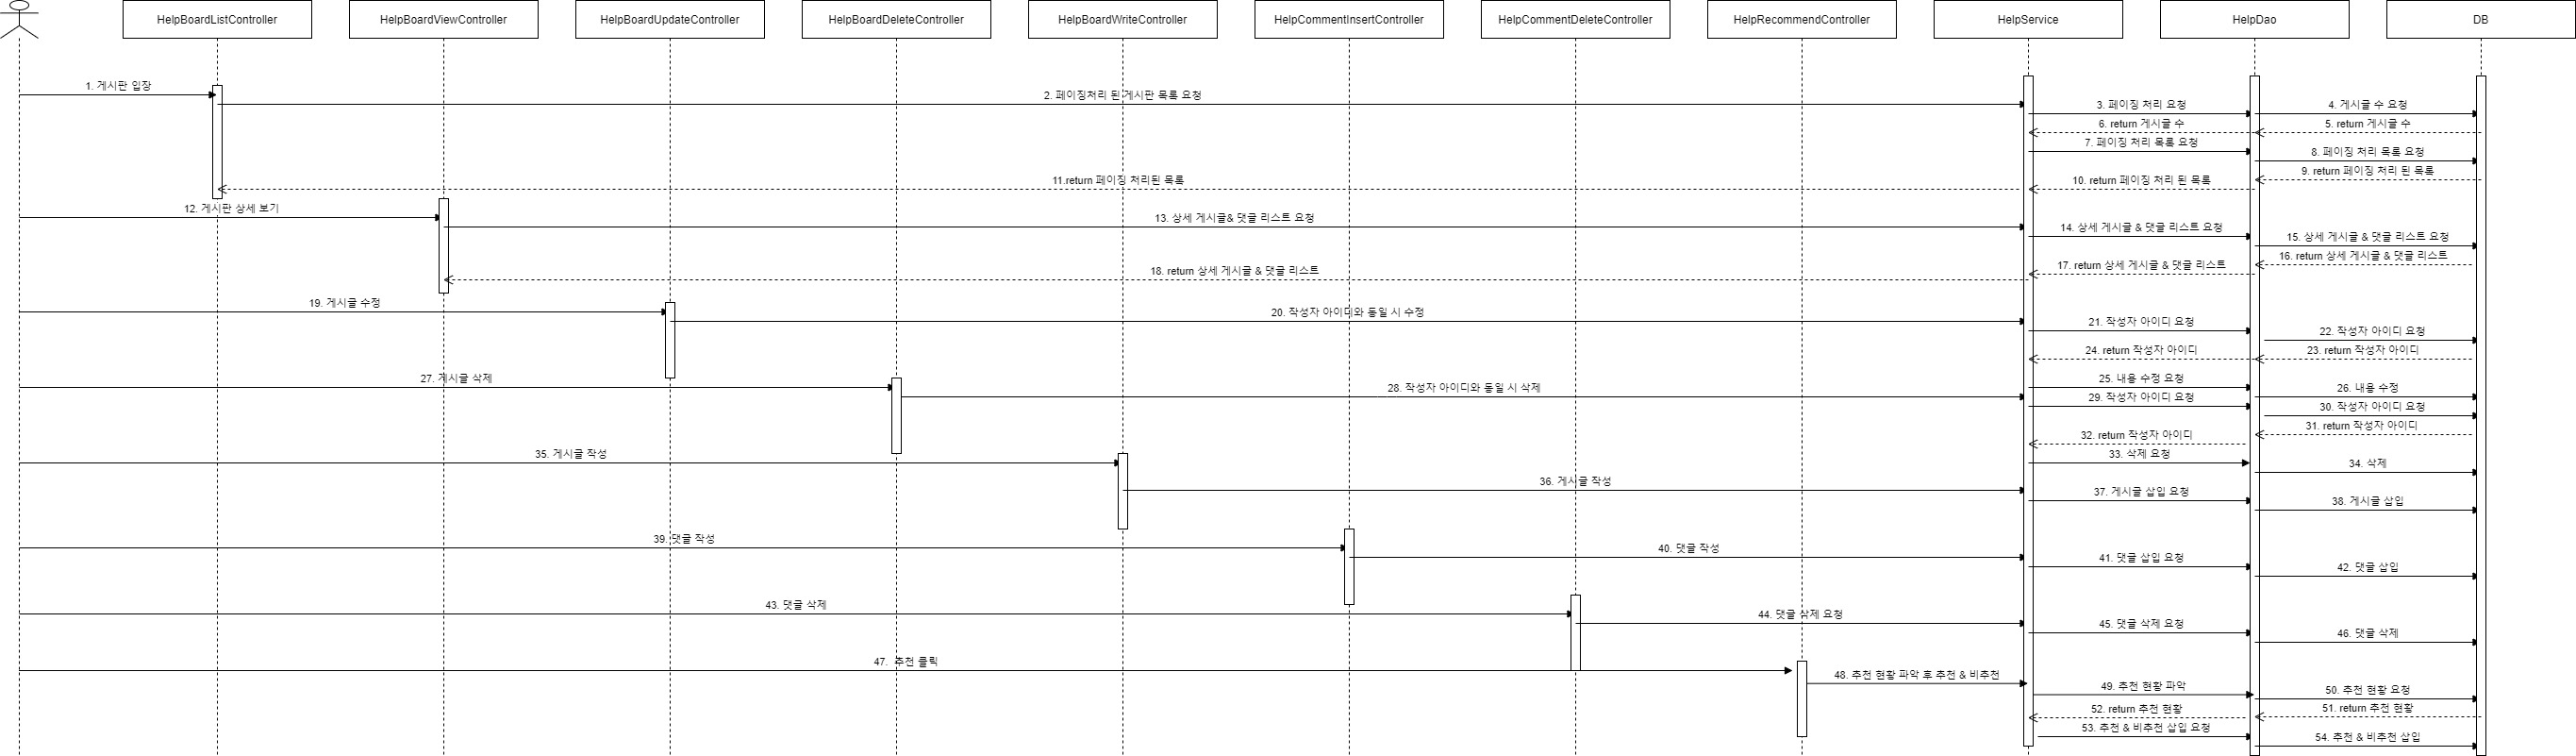 HelpBoardListController
HelpBoardViewController
HelpBoardUpdateController
HelpBoardDeleteController
HelpBoardWriteController
HelpCommentInsertController
HelpCommentDeleteController
HelpRecommendController
HelpService
HelpDao
DB
1. 게시판 입장
2. 페이징처리 된 게시판 목록 요청
3. 페이징 처리 요청
4. 게시글 수 요청
5. return 게시글 수
6. return 게시글 수
7. 페이징 처리 목록 요청
8. 페이징 처리 목록 요청
9. return 페이징 처리 된 목록
10. return 페이징 처리 된 목록
11.return 페이징 처리된 목록
12. 게시판 상세 보기
13. 상세 게시글& 댓글 리스트 요청
14. 상세 게시글 & 댓글 리스트 요청
15. 상세 게시글 & 댓글 리스트 요청
16. return 상세 게시글 & 댓글 리스트
17. return 상세 게시글 & 댓글 리스트
18. return 상세 게시글 & 댓글 리스트
19. 게시글 수정
20. 작성자 아이디와 동일 시 수정
21. 작성자 아이디 요청
22. 작성자 아이디 요청
23. return 작성자 아이디
24. return 작성자 아이디
25. 내용 수정 요청
26. 내용 수정
27. 게시글 삭제
28. 작성자 아이디와 동일 시 삭제
29. 작성자 아이디 요청
30. 작성자 아이디 요청
31. return 작성자 아이디
32. return 작성자 아이디
33. 삭제 요청
34. 삭제
35. 게시글 작성
36. 게시글 작성
37. 게시글 삽입 요청
38. 게시글 삽입
39. 댓글 작성
40. 댓글 작성
41. 댓글 삽입 요청
42. 댓글 삽입
43. 댓글 삭제
44. 댓글 삭제 요청
45. 댓글 삭제 요청
46. 댓글 삭제
47. 추천 클릭
48. 추천 현황 파악 후 추천 & 비추천
49. 추천 현황 파악
50. 추천 현황 요청
51. return 추천 현황
52. return 추천 현황
53. 추천 & 비추천 삽입 요청
54. 추천 & 비추천 삽입